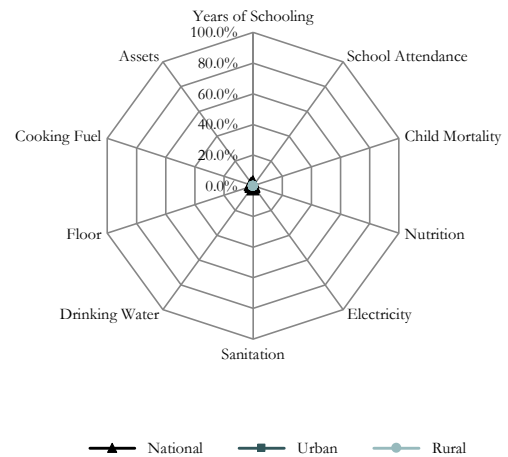 Years of Schooling
100.0%
Assets
School Attendance
80.0%
60.0%
Cooking Fuel
Child Mortality
40.0%
20.0%
0.0%
Floor
Nutrition
Drinking Water
Electricity
Sanitation
National Urban Rural